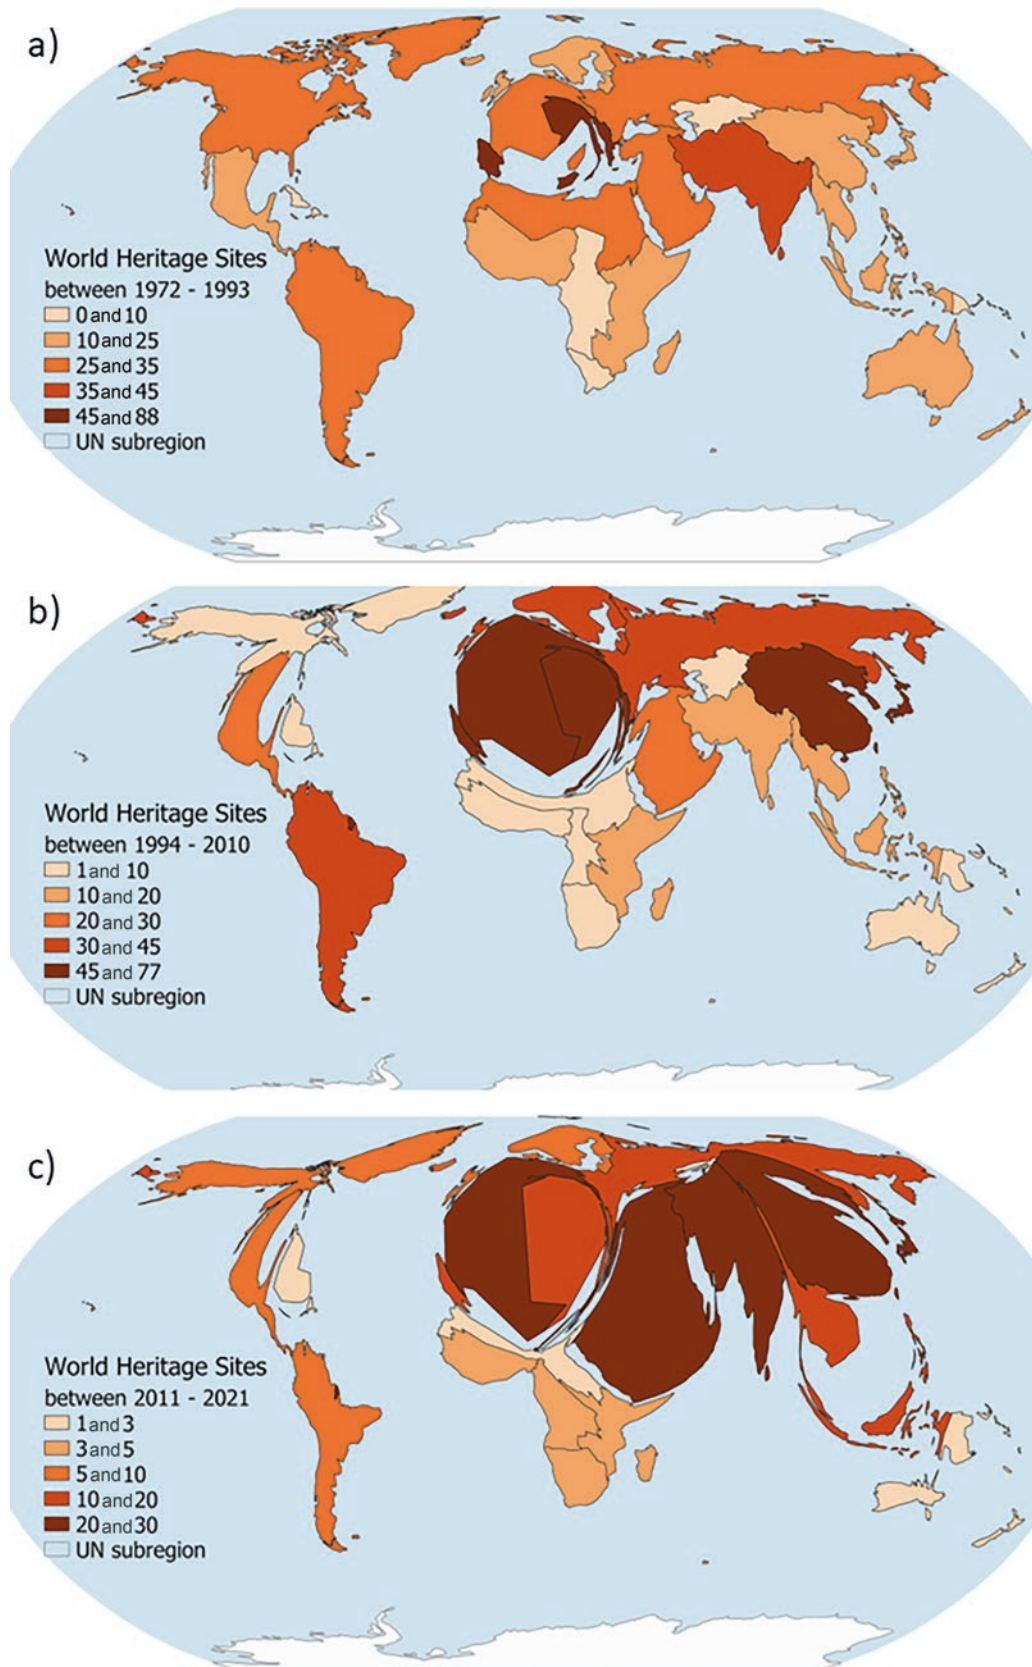 a)
World Heritage Sites
between 1972 - 1993
0 and 10
10 and 25
25 and 35
35 and 45
45 and 88
UN subregion
b)
World Heritage Sites
between 1994 - 2010
1 and 10
10 and 20
20 and 30
30 and 45
45 and 77
UN subregion
c)
World Heritage Sites
between 2011 - 2021
1 and 3
3 and 5
5 and 10
10 and 20
20 and 30
UN subregion